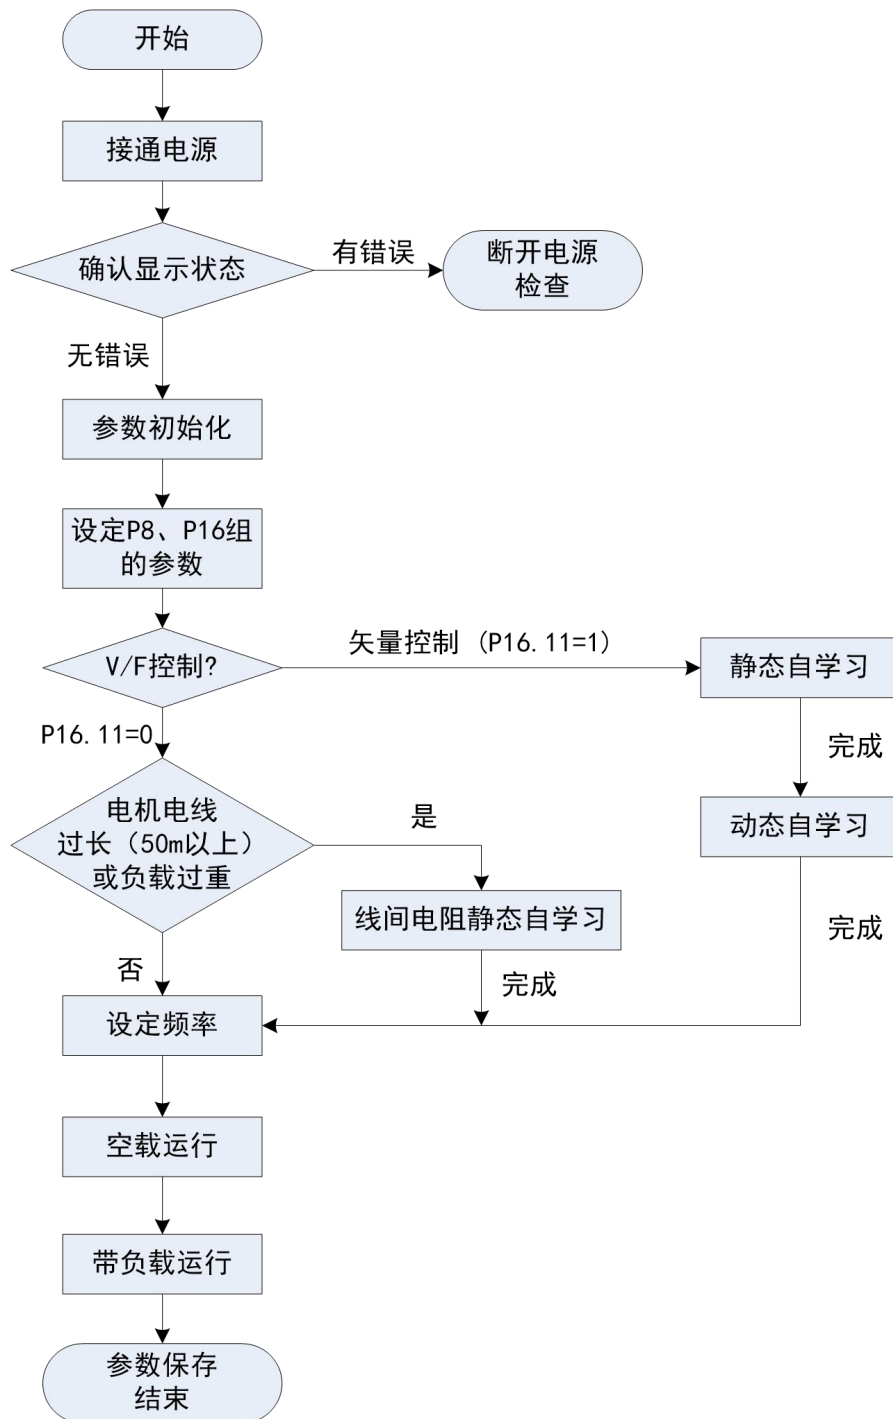 开始
接通电源
确认显示状态
有错误
断开电源
检查
无错误
参数初始化
设定P8、P16组
的参数
V/F控制?
矢量控制 (P16.11=1)
静态自学习
P16.11=0
完成
电机电线
过长（50m以上）
或负载过重
是
动态自学习
线间电阻静态自学习
完成
否
完成
设定频率
空载运行
带负载运行
参数保存
结束